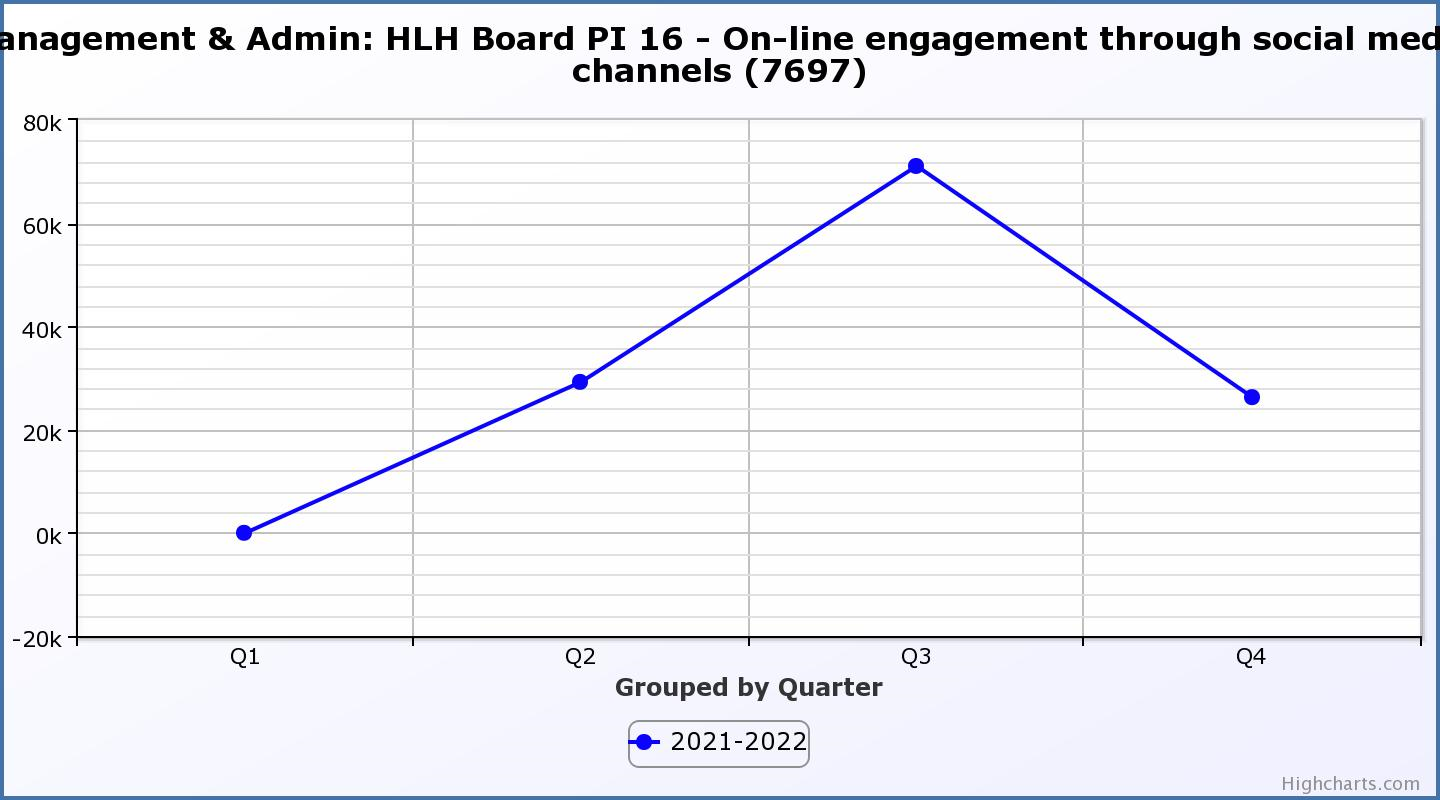 anagement & Admin: HLH Board PI 16 - On-line engagement through social med
channels (7697)
80k
60k
40k
20k
0k
-20k
Q1 Q2 Q3 Q4
Grouped by Quarter
2021-2022
Highcharts.com